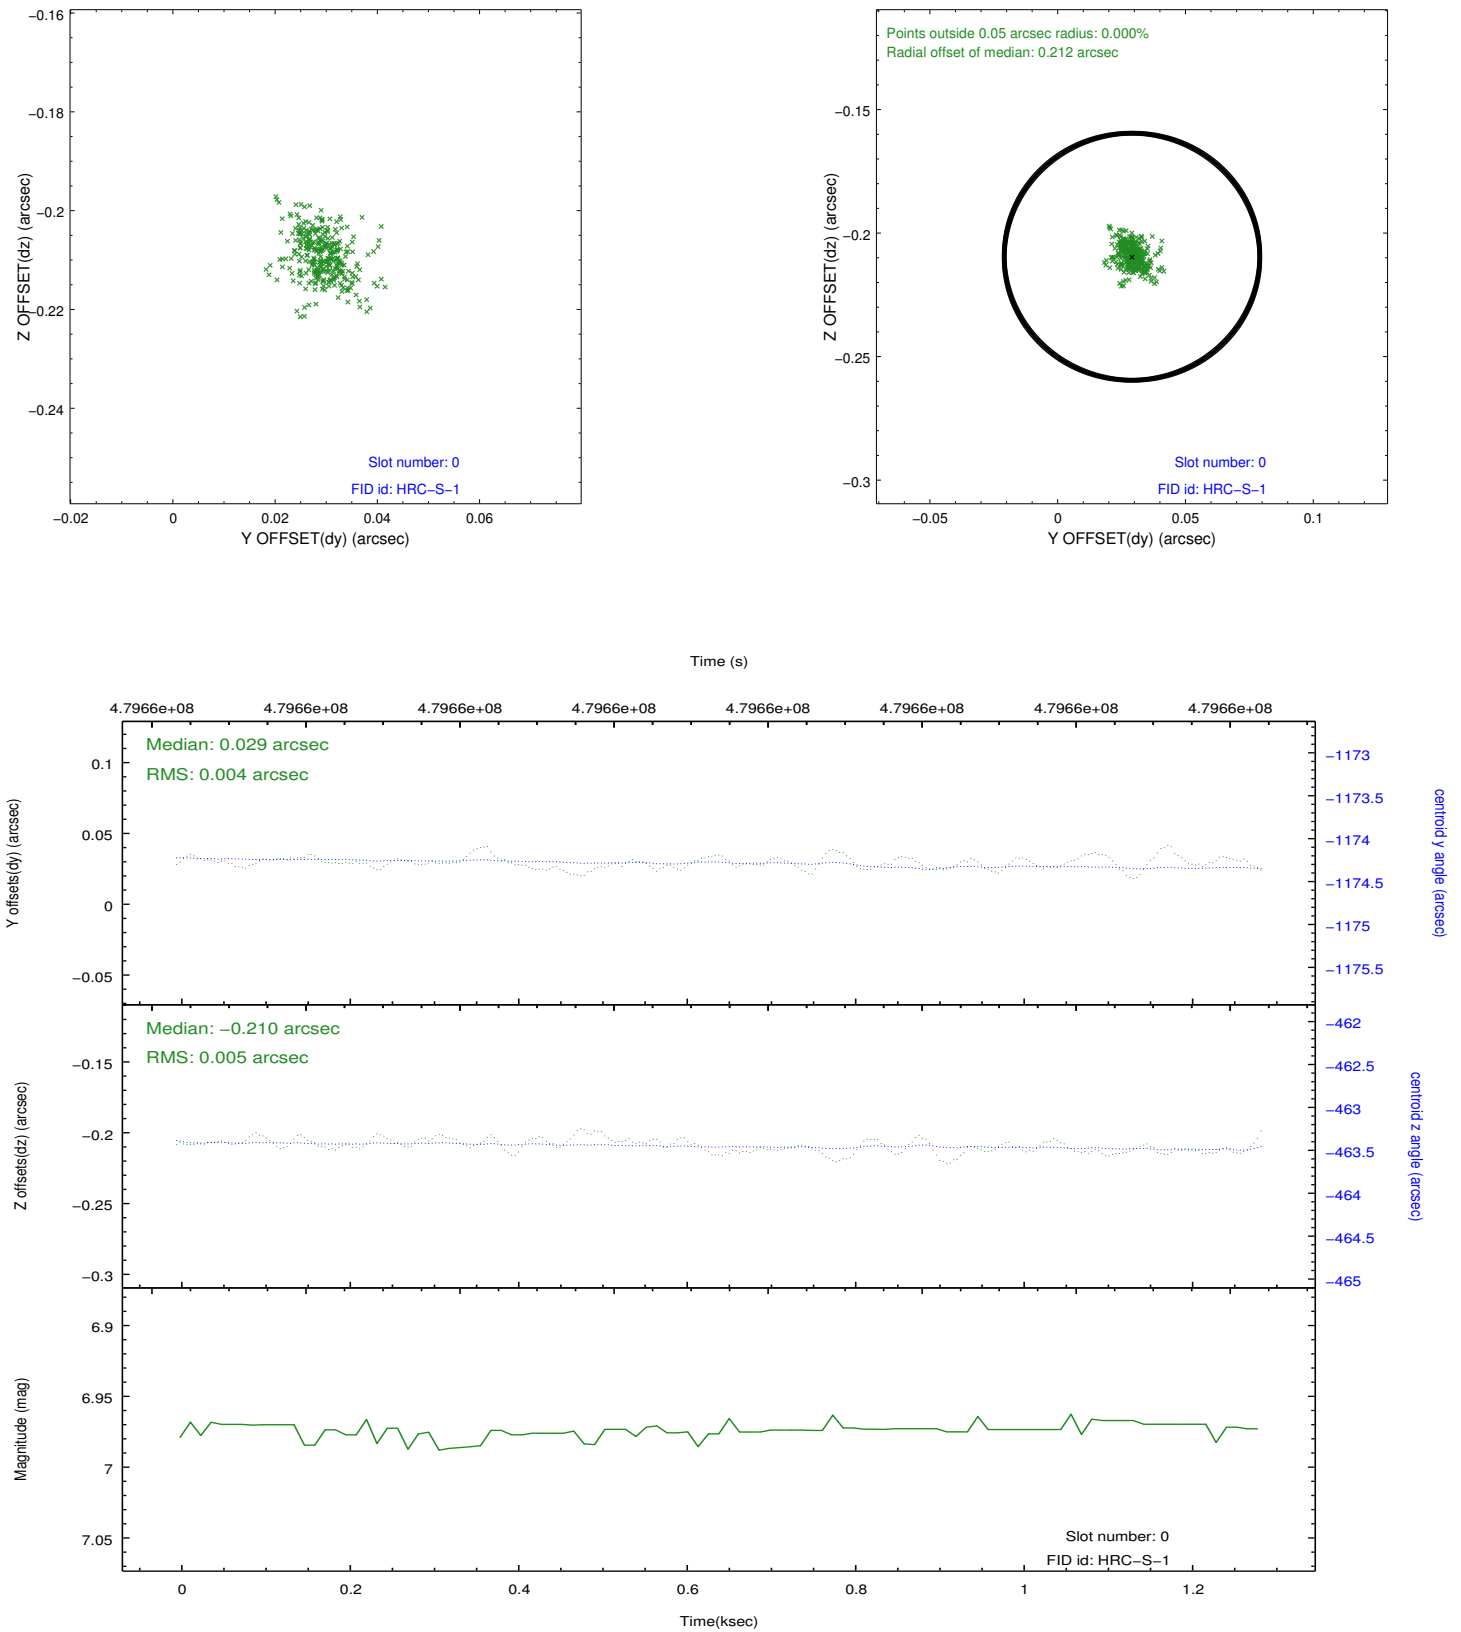 −0.16
−0.18
−0.2
−0.22
−0.24
Z OFFSET(dz) (arcsec)
Slot number: 0
FID id: HRC−S−1
−0.02
0
0.02
0.04
0.06
Y OFFSET(dy) (arcsec)
Points outside 0.05 arcsec radius: 0.000%
Radial offset of median: 0.212 arcsec
−0.15
−0.2
−0.25
−0.3
Z OFFSET(dz) (arcsec)
Slot number: 0
FID id: HRC−S−1
−0.05
0
0.05
0.1
Y OFFSET(dy) (arcsec)
Time (s)
4.7966e+08
4.7966e+08
4.7966e+08
4.7966e+08
4.7966e+08
4.7966e+08
4.7966e+08
4.7966e+08
Median: 0.029 arcsec
RMS: 0.004 arcsec
0.1
0.05
0
−0.05
Y offsets(dy) (arcsec)
−1173
−1173.5
−1174
−1174.5
−1175
−1175.5
centroid y angle (arcsec)
Median: −0.210 arcsec
RMS: 0.005 arcsec
−0.15
−0.2
−0.25
−0.3
Z offsets(dz) (arcsec)
−462
−462.5
−463
−463.5
−464
−464.5
−465
centroid z angle (arcsec)
6.9
6.95
7
7.05
Magnitude (mag)
Slot number: 0
FID id: HRC−S−1
0
0.2
0.4
0.6
0.8
1
1.2
Time(ksec)